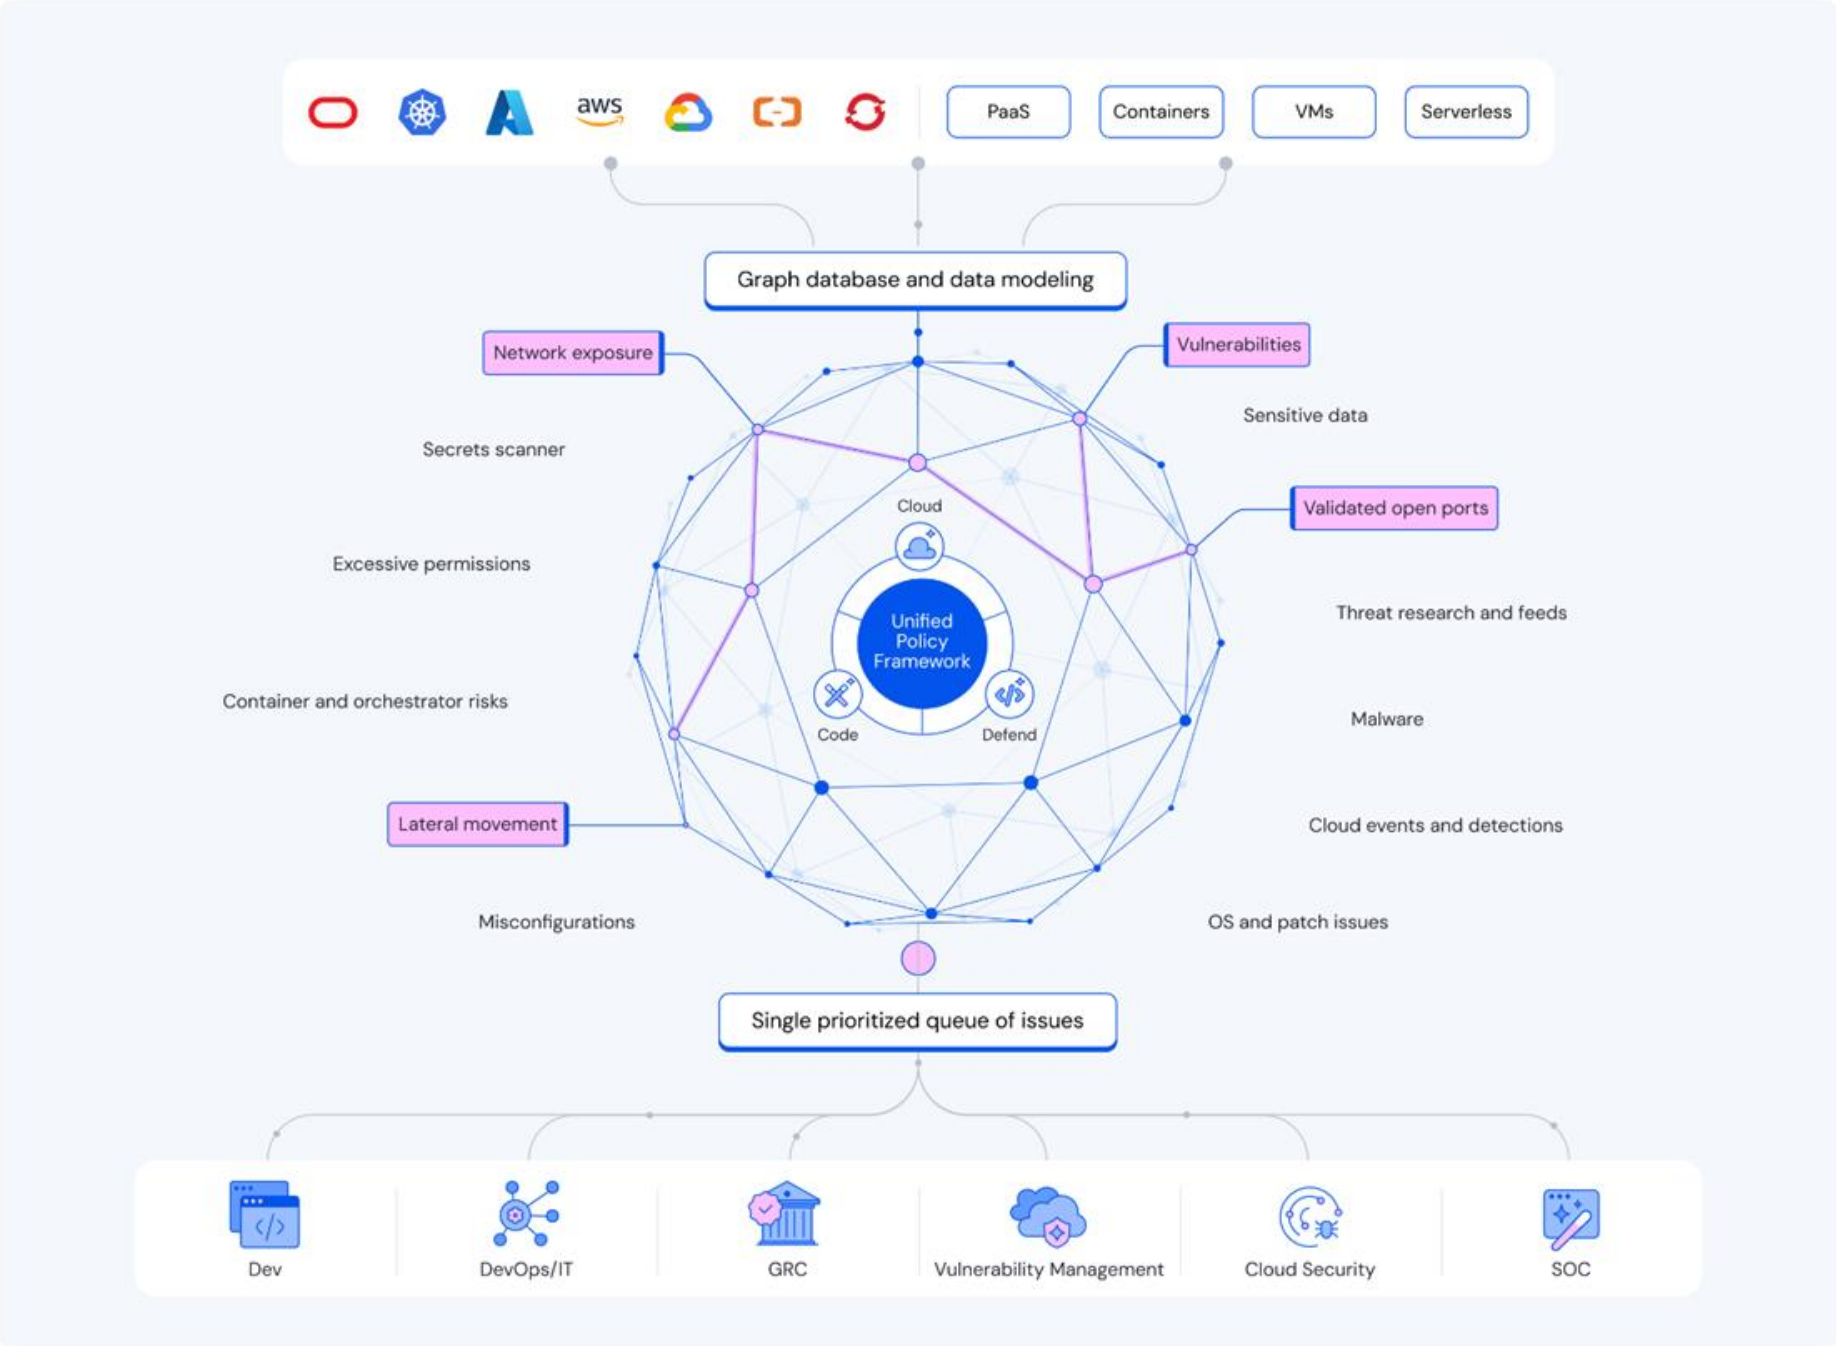 aws
PaaS
Containers
VMs
Serverless
Graph database and data modeling
Network exposure
Vulnerabilities
Sensitive data
Secrets scanner
Validated open ports
Cloud
Excessive permissions
Threat research and feeds
Unified
Policy
Framework
Container and orchestrator risks
Malware
Code
Defend
Lateral movement
Cloud events and detections
Misconfigurations
OS and patch issues
Single prioritized queue of issues
Dev
DevOps/IT
GRC
Vulnerability Management
Cloud Security
SOC